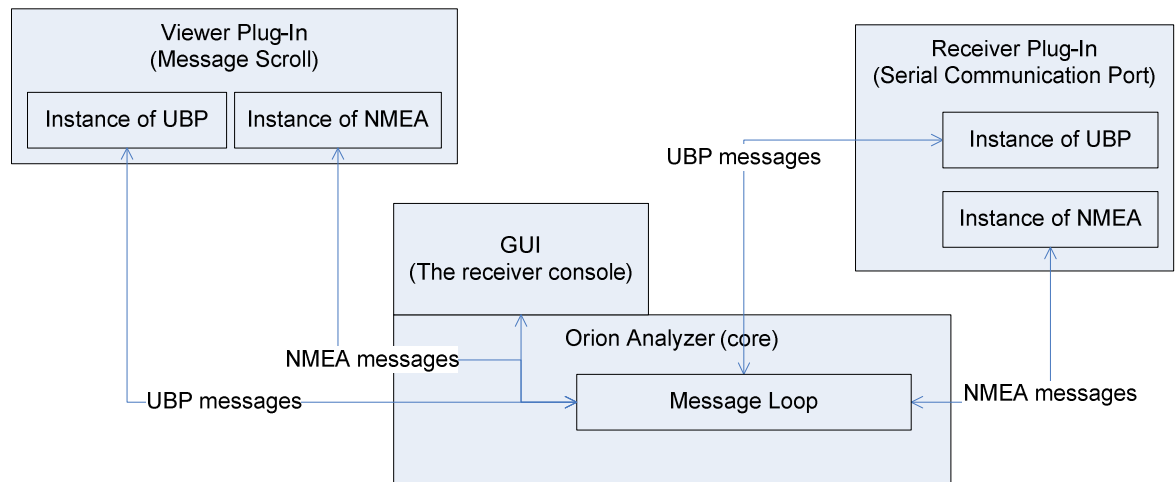 Viewer Plug-In
(Message Scroll)
Instance of UBP
Instance of NMEA
Receiver Plug-In
(Serial Communication Port)
Instance of UBP
Instance of NMEA
UBP messages
GUI
(The receiver console)
Orion Analyzer (core)
NMEA messages
UBP messages
Message Loop
NMEA messages